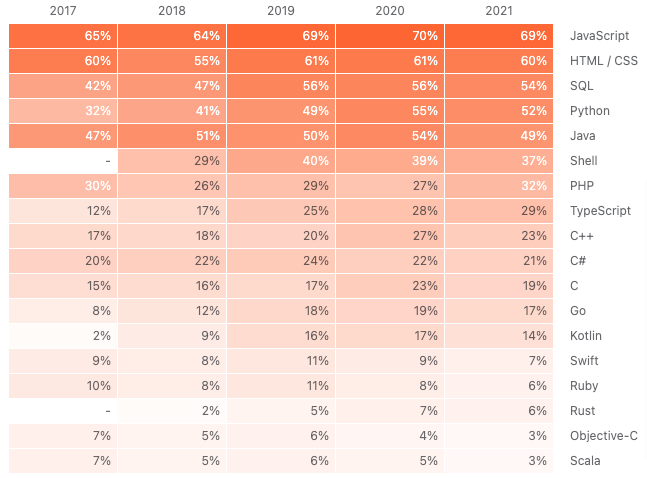 2017 2018 2019 2020 2021
65% 64% 69% 70% 69% JavaScript
60% 55% 61% 61% 60% HTML / CSS
42% 47% 56% 56% 54% SQL
32% 41% 49% 55% 52% Python
47% 51% 50% 54% 49% Java
- 29% 40% 39% 37% Shell
30% 26% 29% 27% 32% PHP
12% 17% 25% 28% 29% TypeScript
17% 18% 20% 27% 23% C++
20% 22% 24% 22% 21% C#
15% 16% 17% 23% 19% C
8% 12% 18% 19% 17% Go
2% 9% 16% 17% 14% Kotlin
9% 8% 11% 9% 7% Swift
10% 8% 11% 8% 6% Ruby
- 2% 5% 7% 6% Rust
7% 5% 6% 4% 3% Objective-C
7% 5% 6% 5% 3% Scala